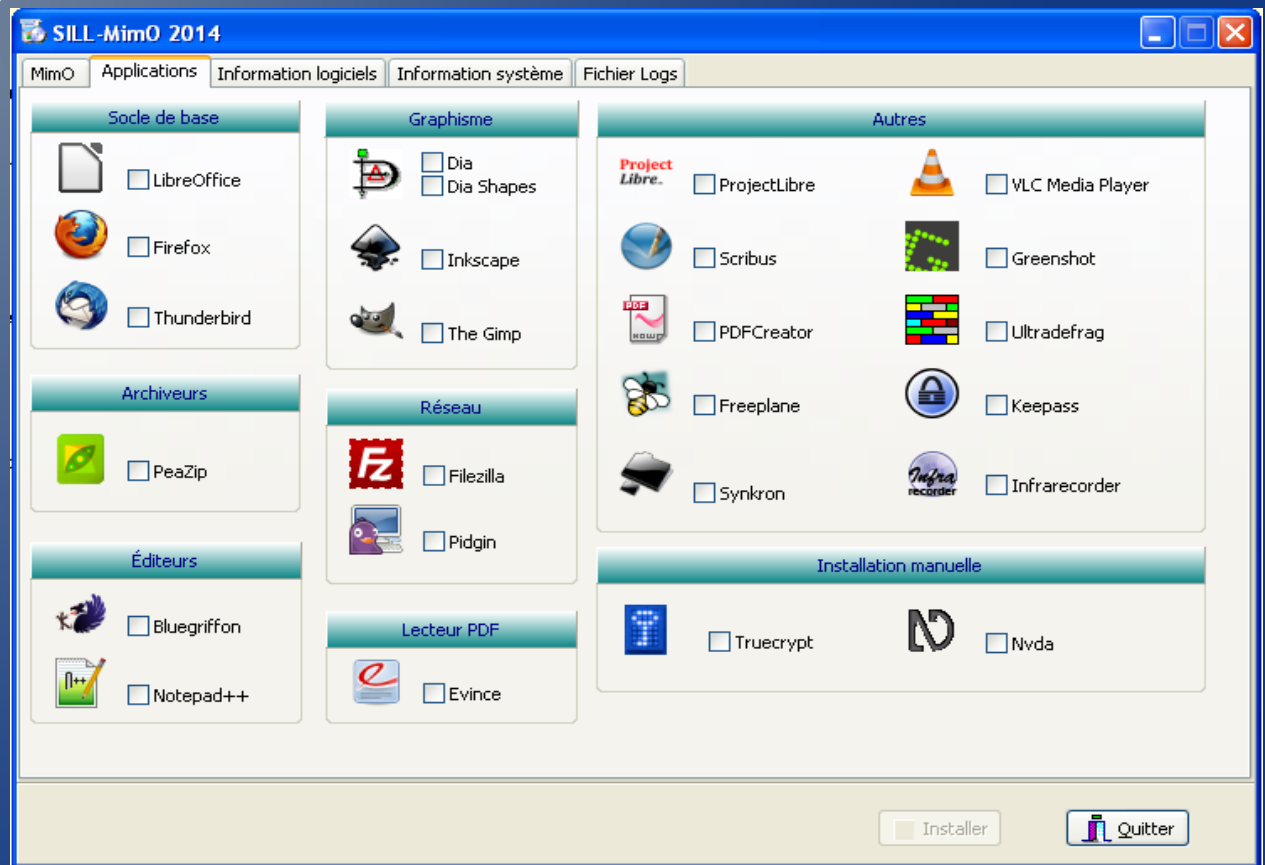 SILL-MimO 2014
MimO
Applications
Information logiciels
Information système
Fichier Logs
Socle de base
LibreOffice
Firefox
Thunderbird
Archiveurs
PeaZip
Éditeurs
Bluegriffon
n++
Notepad++
Graphisme
Dia
Dia Shapes
Inkscape
The Gimp
Réseau
Fz
Filezilla
Pidgin
Lecteur PDF
Evince
Autres
Project
Libre
ProjectLibre
VLC Media Player
Scribus
Greenshot
PDF
PDFCreator
Ultradefrag
Freeplane
Keepass
Synkron
Infra
recorder
Infrarecorder
Installation manuelle
Truecrypt
Nvda
Installer
Quitter